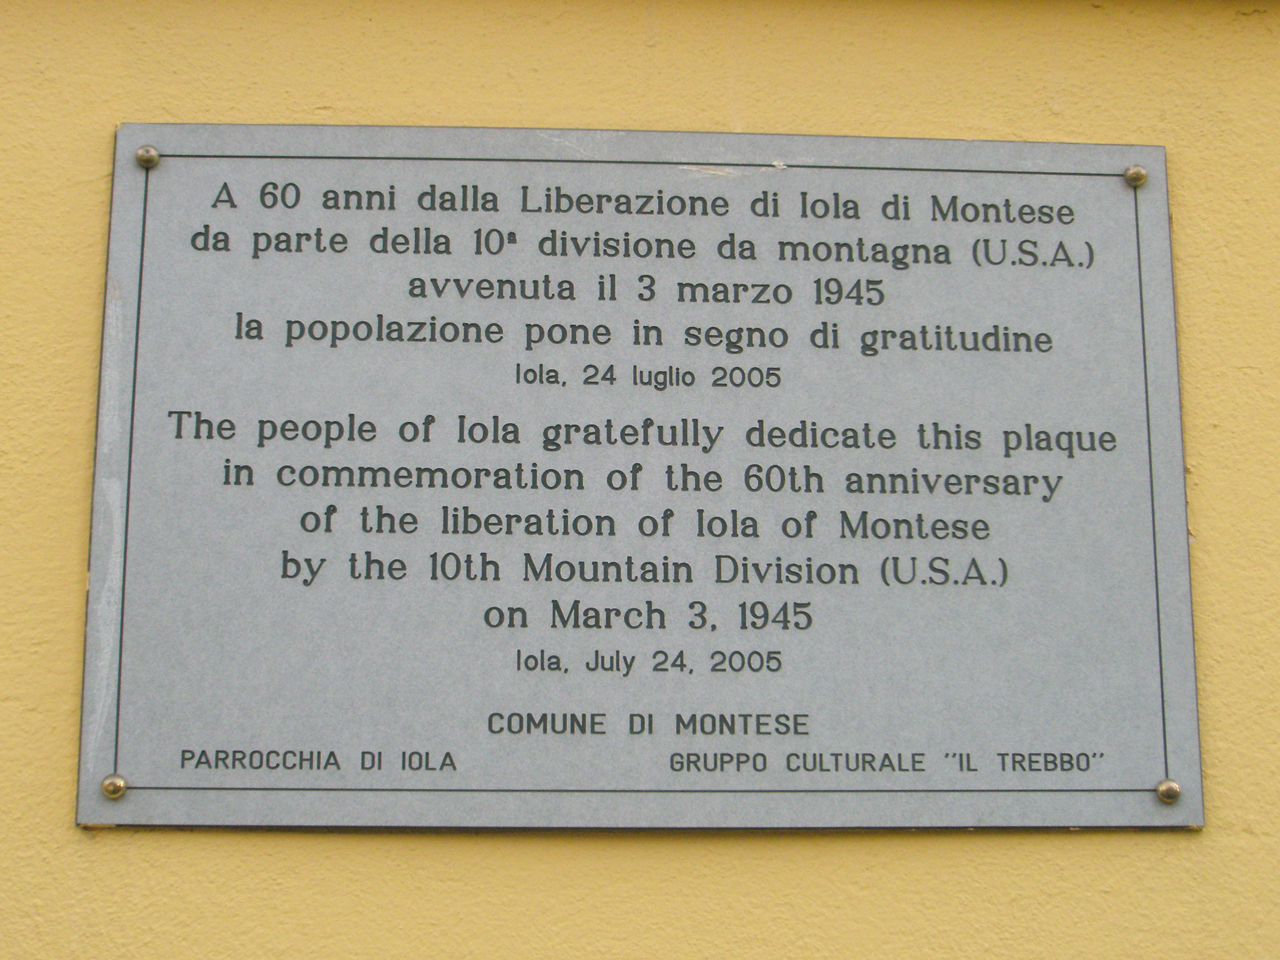 A 60 anni dalla Liberazione di Iola di Montese
da parte della 10ª divisione da montagna (U.S.A.)
avvenuta il 3 marzo 1945
la popolazione pone in segno di gratitudine
Iola, 24 luglio 2005
The people of Iola gratefully dedicate this plaque
in commemoration of the 60th anniversary
of the liberation of Iola of Montese
by the 10th Mountain Division (U.S.A.)
on March 3, 1945
Iola, July 24, 2005
COMUNE DI MONTESE
PARROCCHIA DI IOLA GRUPPO CULTURALE "IL TREBBO"